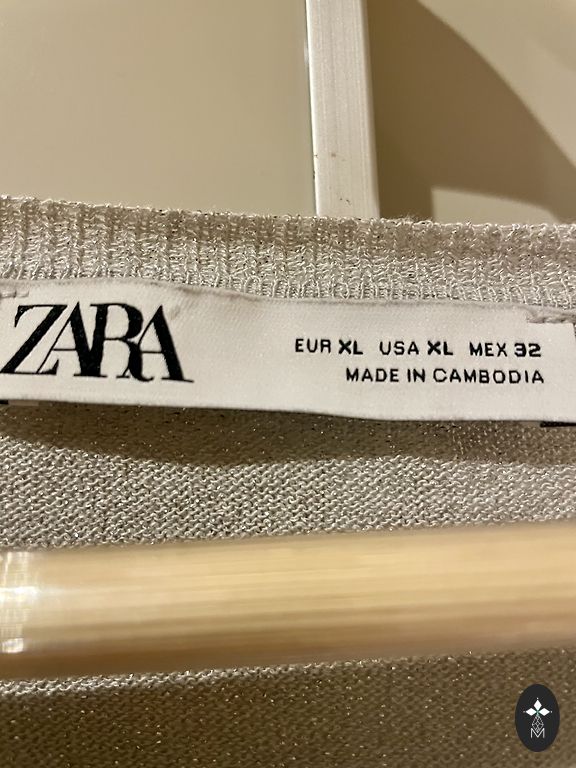 ZARA
EUR XL USA XL MEX 32
MADE IN CAMBODIA
M